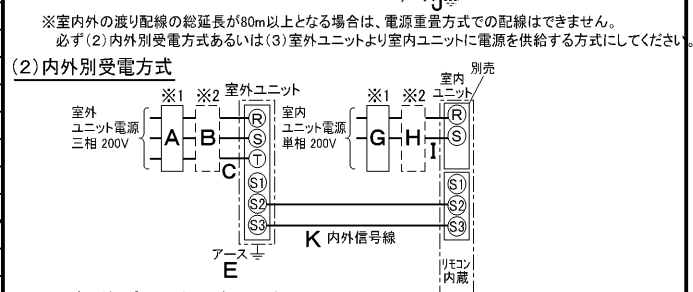 ※室内外の渡り配線の総延長が80m以上となる場合は、電源重畳方式での配線はできません。
必ず(2)内外別受電方式あるいは(3)室外ユニットより室内ユニットに電源を供給する方式にしてください。
(2)内外別受電方式
別売
※1 ※2 室外ユニット ※1 ※2 室内
ユニット
室外
ユニット電源
三相 200V
A B
C
R
S
T
S1
S2
S3
室内
ユニット電源
単相 200V
G H I
R
S
S1
S2
S3
K 内外信号線
アース
E
リモコン
内蔵